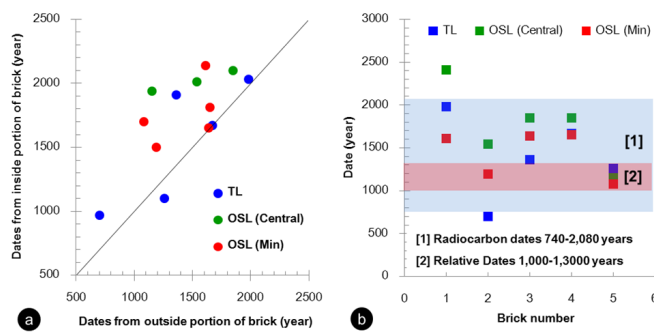 2500
2000
1500
1000
500
500 1000 1500 2000 2500
Dates from inside portion of brick (year)
Dates from outside portion of brick (year)
TL
OSL (Central)
OSL (Min)
a
3000
2500
2000
1500
1000
500
0
0 1 2 3 4 5 6
Date (year)
Brick number
TL OSL (Central) OSL (Min)
[1]
[2]
[1] Radiocarbon dates 740-2,080 years
[2] Relative Dates 1,000-1,3000 years
b